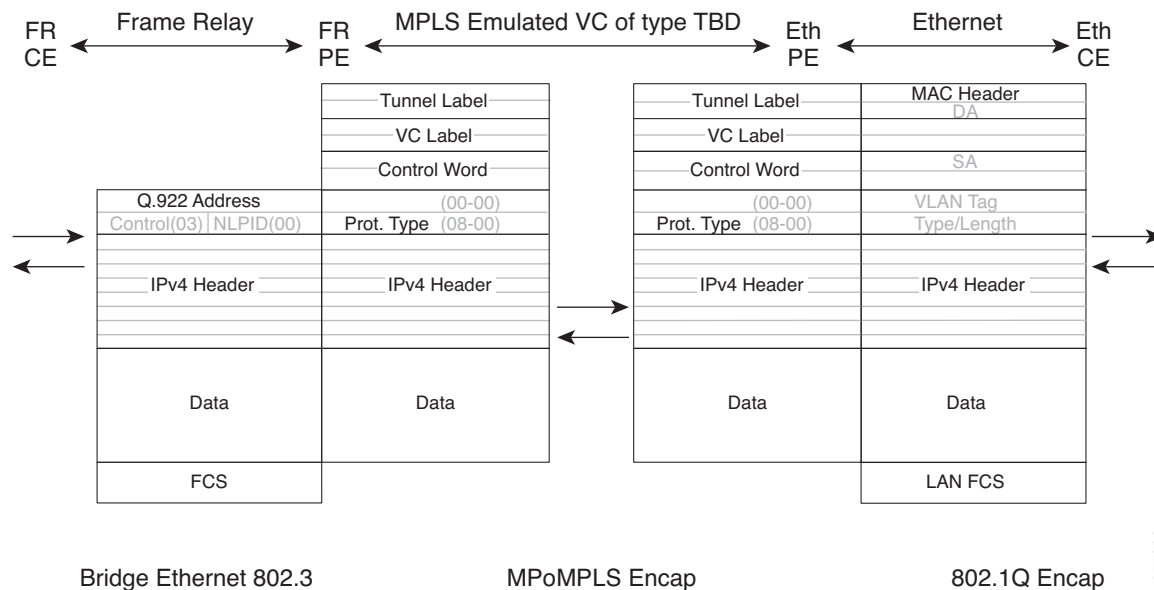 FR CE Frame Relay FR PE MPLS Emulated VC of type TBD Eth PE Ethernet Eth CE
Tunnel Label Tunnel Label MAC Header
DA
VC Label VC Label
Control Word Control Word SA
Q.922 Address (00-00) (00-00) VLAN Tag
Control(03) NLPID(00) Prot. Type (08-00) Prot. Type (08-00) Type/Length
IPv4 Header IPv4 Header IPv4 Header IPv4 Header
Data Data Data Data
FCS LAN FCS
Bridge Ethernet 802.3 MPoMPLS Encap 802.1Q Encap